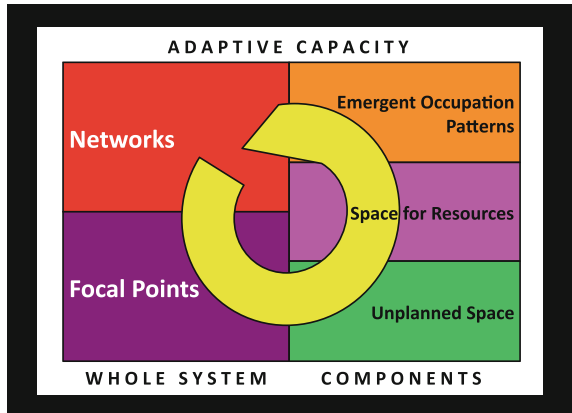 ADAPTIVE CAPACITY
Networks
Emergent Occupation
Patterns
Space for Resources
Focal Points
Unplanned Space
WHOLE SYSTEM
COMPONENTS